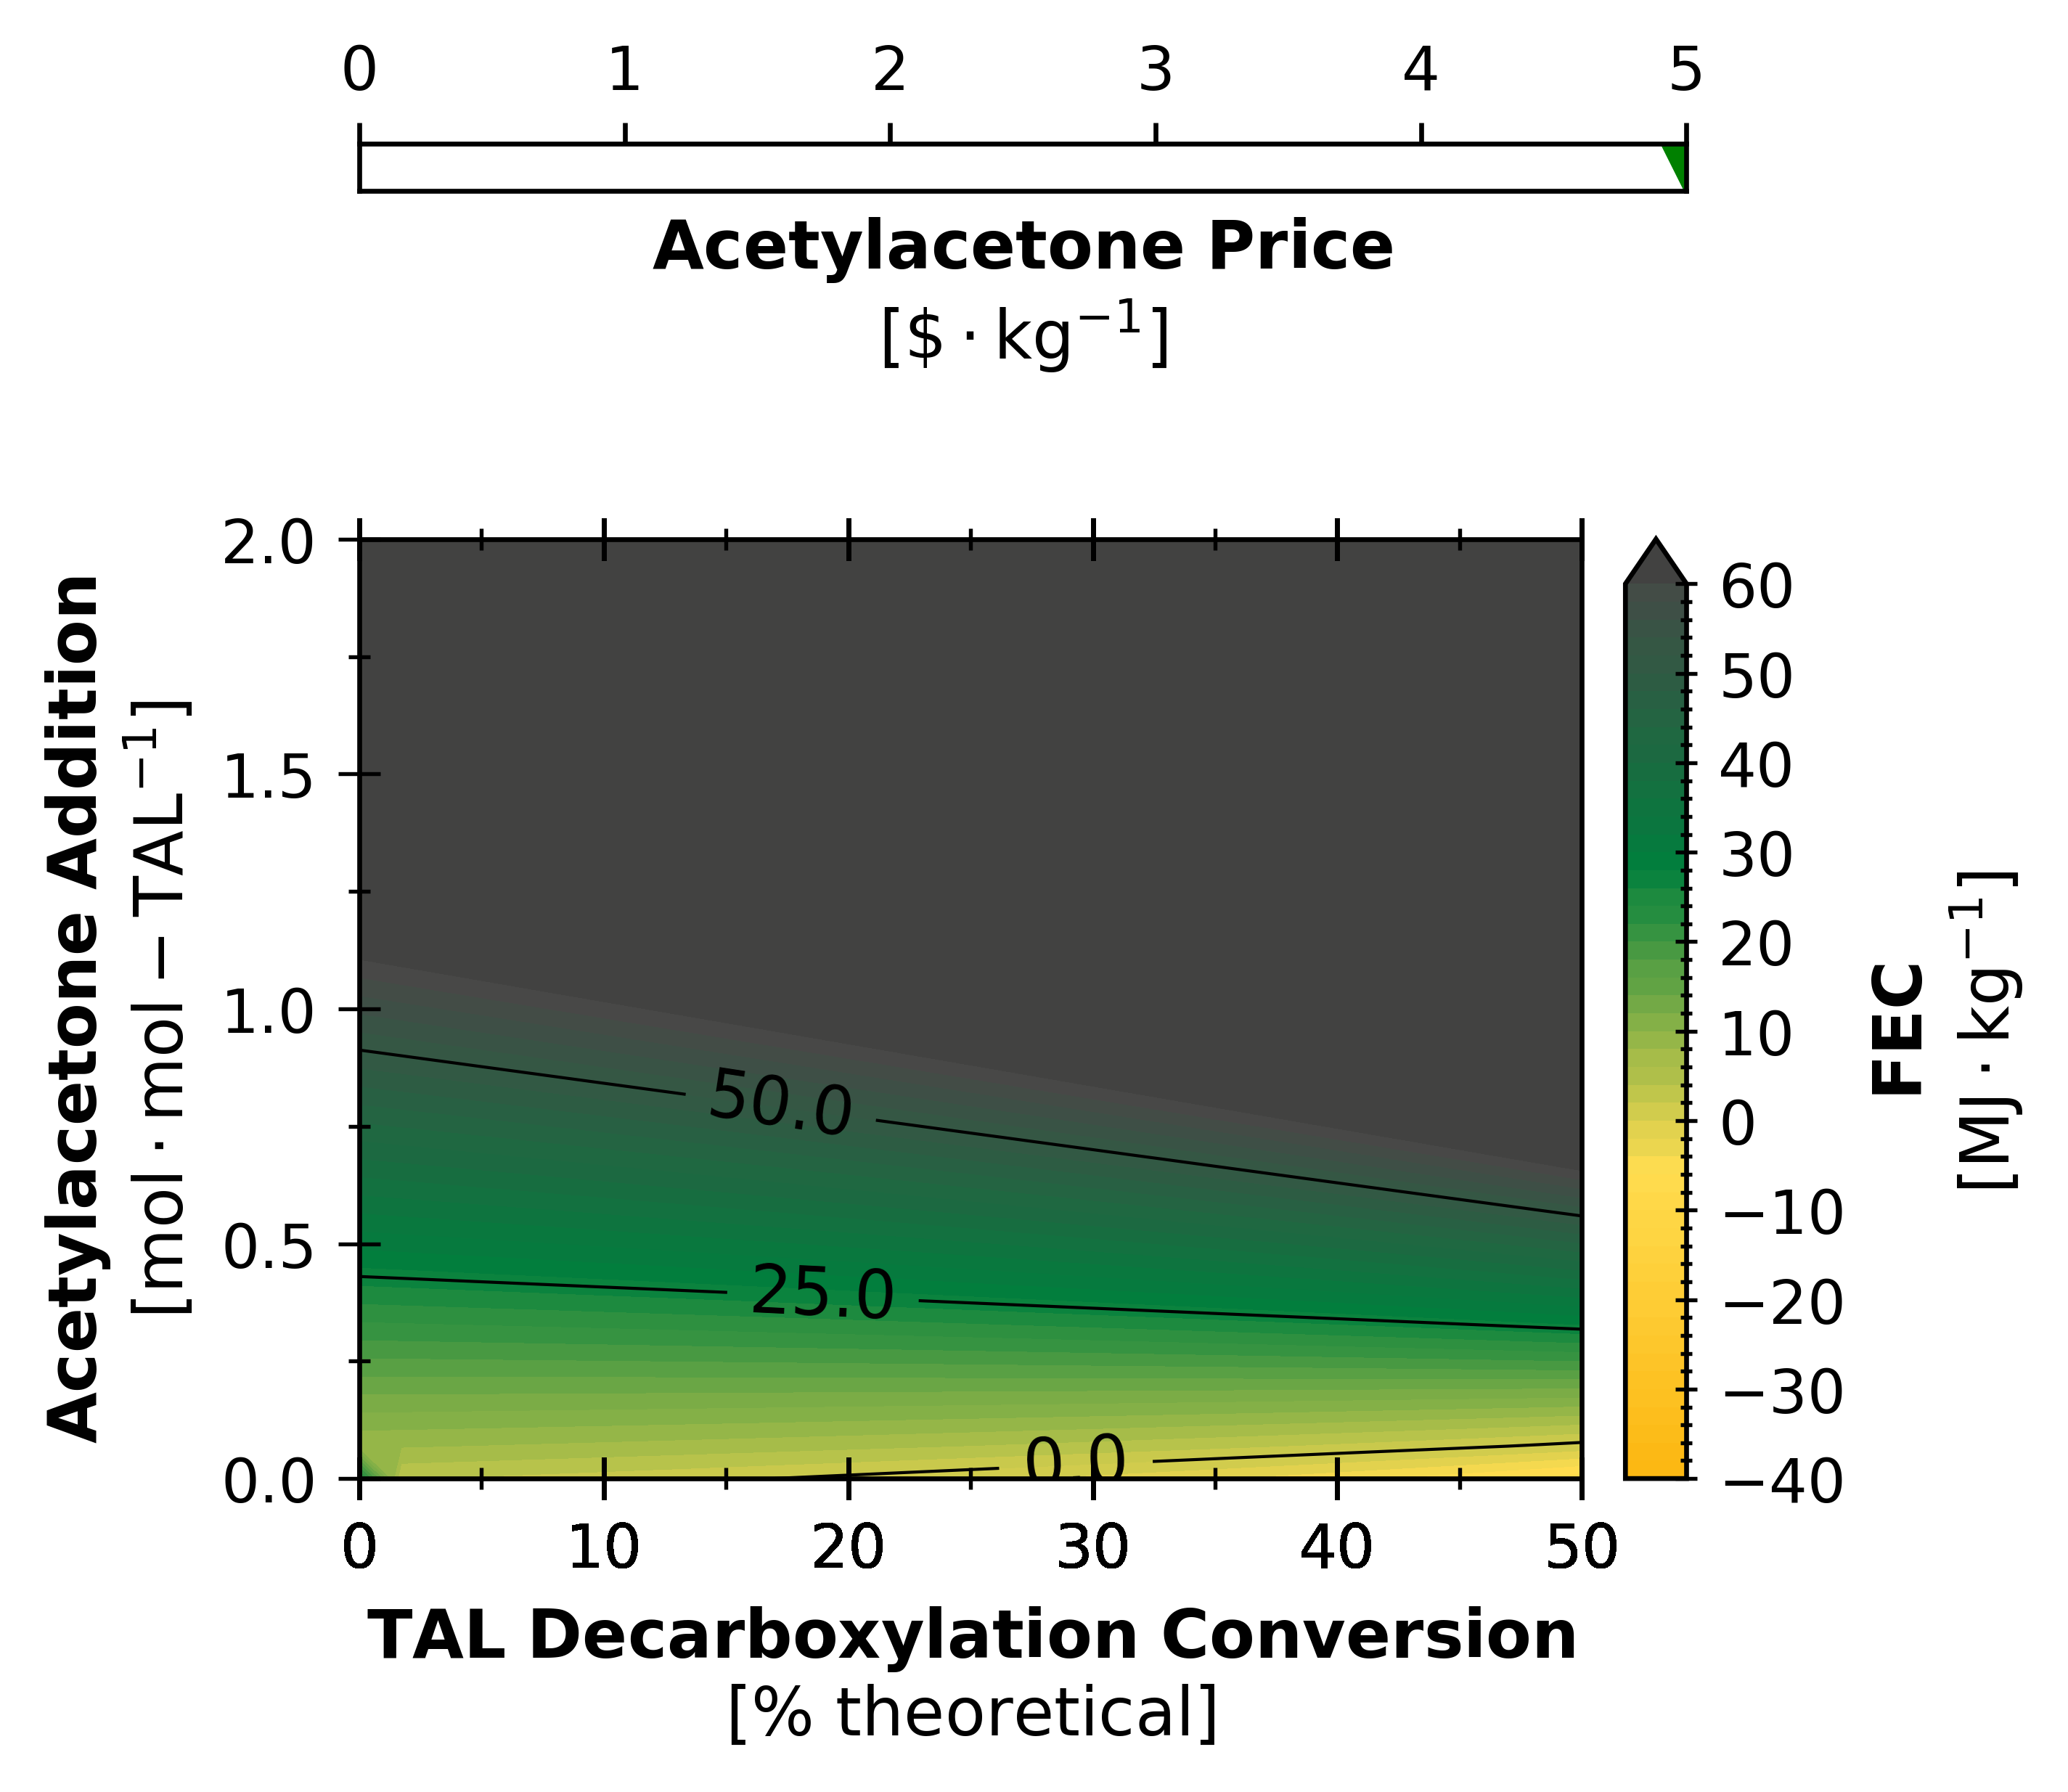 0 1 2 3 4 5
Acetylacetone Price
[$·kg⁻¹]
Acetylacetone Addition
[mol·mol−TAL⁻¹]
2.0
1.5
1.0
0.5
0.0
50.0
25.0
0.0
0 10 20 30 40 50
TAL Decarboxylation Conversion
[% theoretical]
60
50
40
30
20
10
0
−10
−20
−30
−40
FEC
[MJ·kg⁻¹]